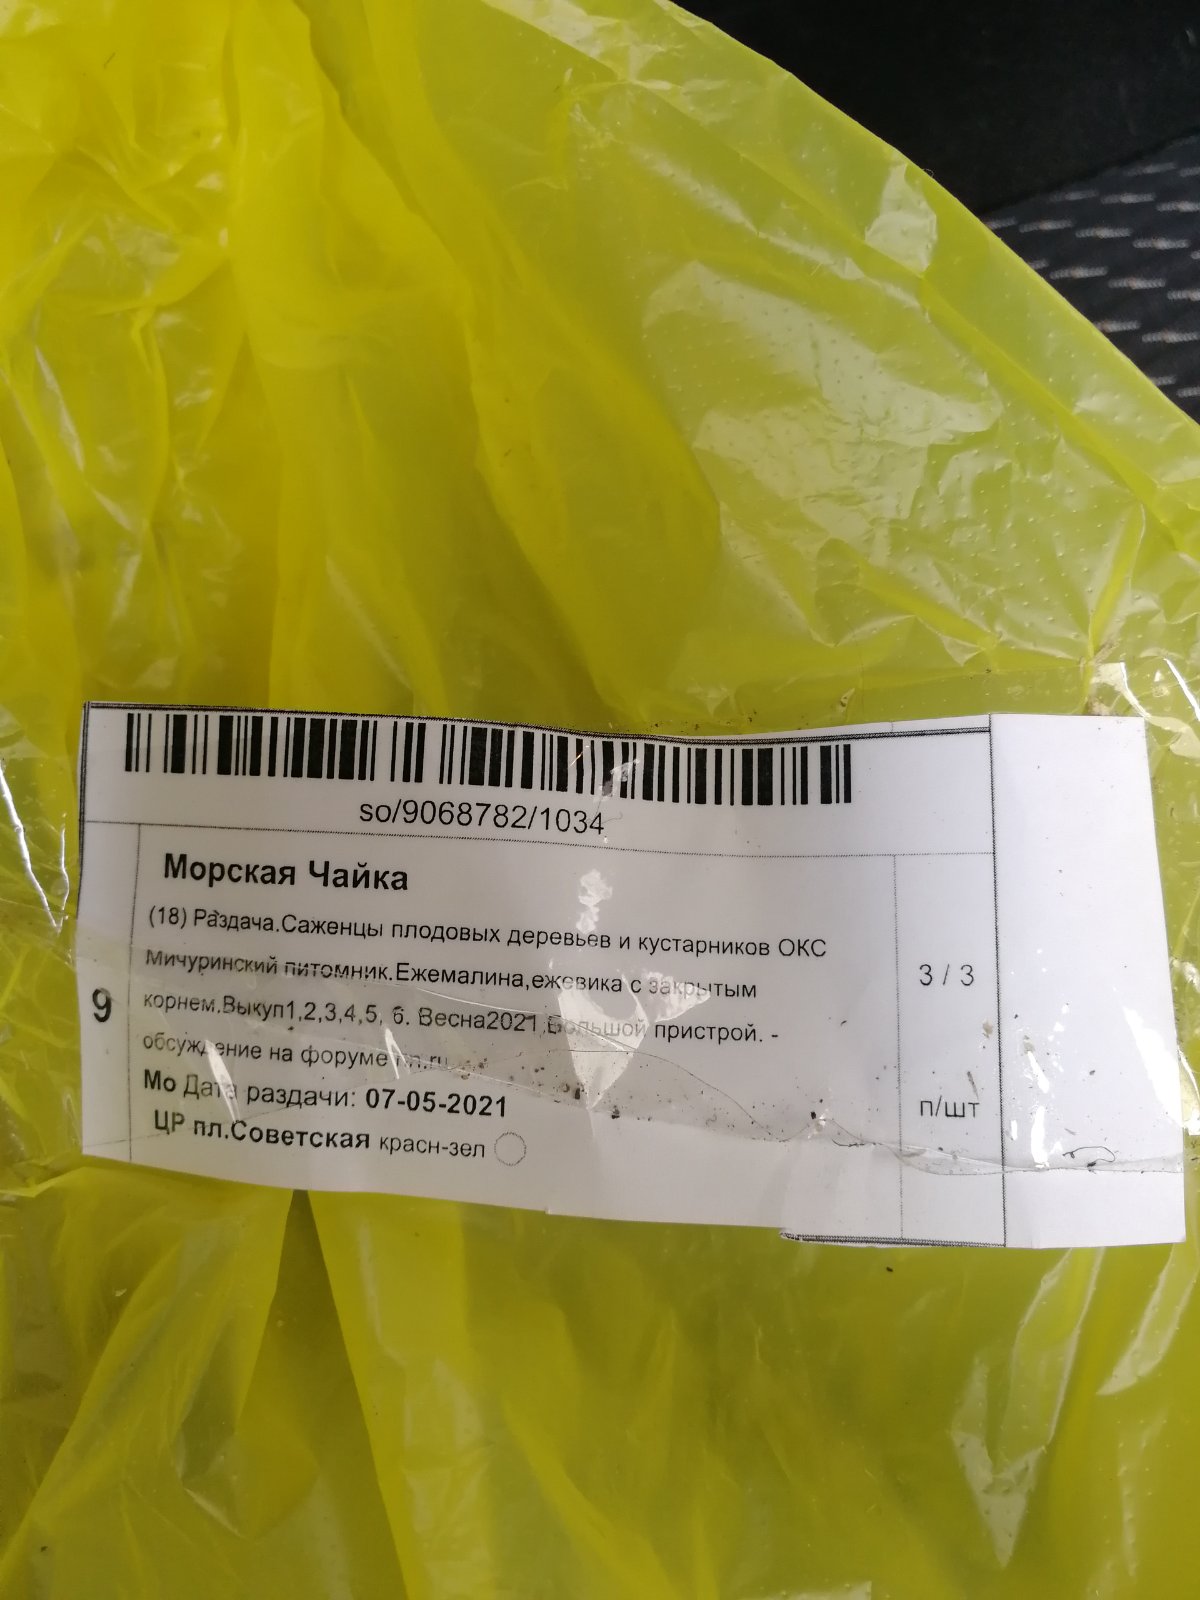 so/9068782/1034
Морская Чайка
(18) Раздача.Саженцы плодовых деревьев и кустарников ОКС
Мичуринский питомник.Ежемалина,ежевика с закрытым
корнем.Выкуп1,2,3,4,5, 6. Весна2021,Большой пристрой. -
обсуждение на форуме nn.ru
Мо Дата раздачи: 07-05-2021
ЦР пл.Советская красн-зел
9
3 / 3
п/шт